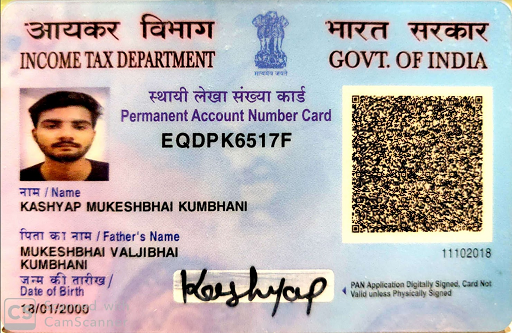 आयकर विभाग
INCOME TAX DEPARTMENT
सत्यमेव जयते
भारत सरकार
GOVT. OF INDIA
स्थायी लेखा संख्या कार्ड
Permanent Account Number Card
EQDPK6517F
नाम / Name
KASHYAP MUKESHBHAI KUMBHANI
पिता का नाम / Father's Name
MUKESHBHAI VALJIBHAI
KUMBHANI
जन्म की तारीख /
Date of Birth
18/01/2000
Kashyap
11102018
PAN Application Digitally Signed, Card Not
Valid unless Physically Signed
CS
CamScanner